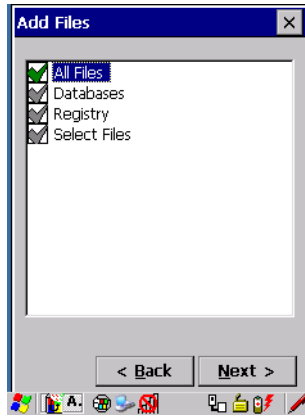 Add Files
All Files
Databases
Registry
Select Files
< Back
Next >
A.